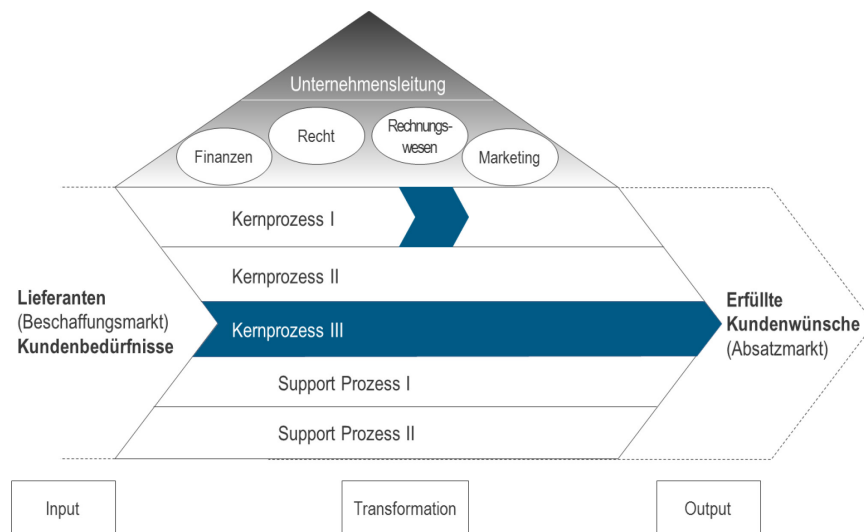 Unternehmensleitung
Finanzen
Recht
Rechnungs-
wesen
Marketing
Kernprozess I
Kernprozess II
Kernprozess III
Support Prozess I
Support Prozess II
Lieferanten
(Beschaffungsmarkt)
Kundenbedürfnisse
Erfüllte
Kundenwünsche
(Absatzmarkt)
Input
Transformation
Output